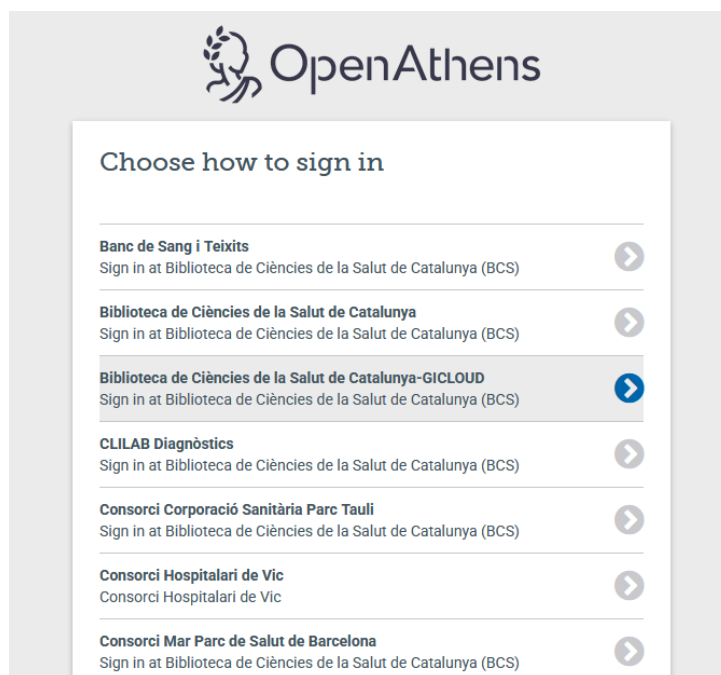 OpenAthens
Choose how to sign in
Banc de Sang i Teixits
Sign in at Biblioteca de Ciències de la Salut de Catalunya (BCS)
Biblioteca de Ciències de la Salut de Catalunya
Sign in at Biblioteca de Ciències de la Salut de Catalunya (BCS)
Biblioteca de Ciències de la Salut de Catalunya-GICLOUD
Sign in at Biblioteca de Ciències de la Salut de Catalunya (BCS)
CLILAB Diagnòstics
Sign in at Biblioteca de Ciències de la Salut de Catalunya (BCS)
Consorci Corporació Sanitària Parc Tauli
Sign in at Biblioteca de Ciències de la Salut de Catalunya (BCS)
Consorci Hospitalari de Vic
Consorci Hospitalari de Vic
Consorci Mar Parc de Salut de Barcelona
Sign in at Biblioteca de Ciències de la Salut de Catalunya (BCS)